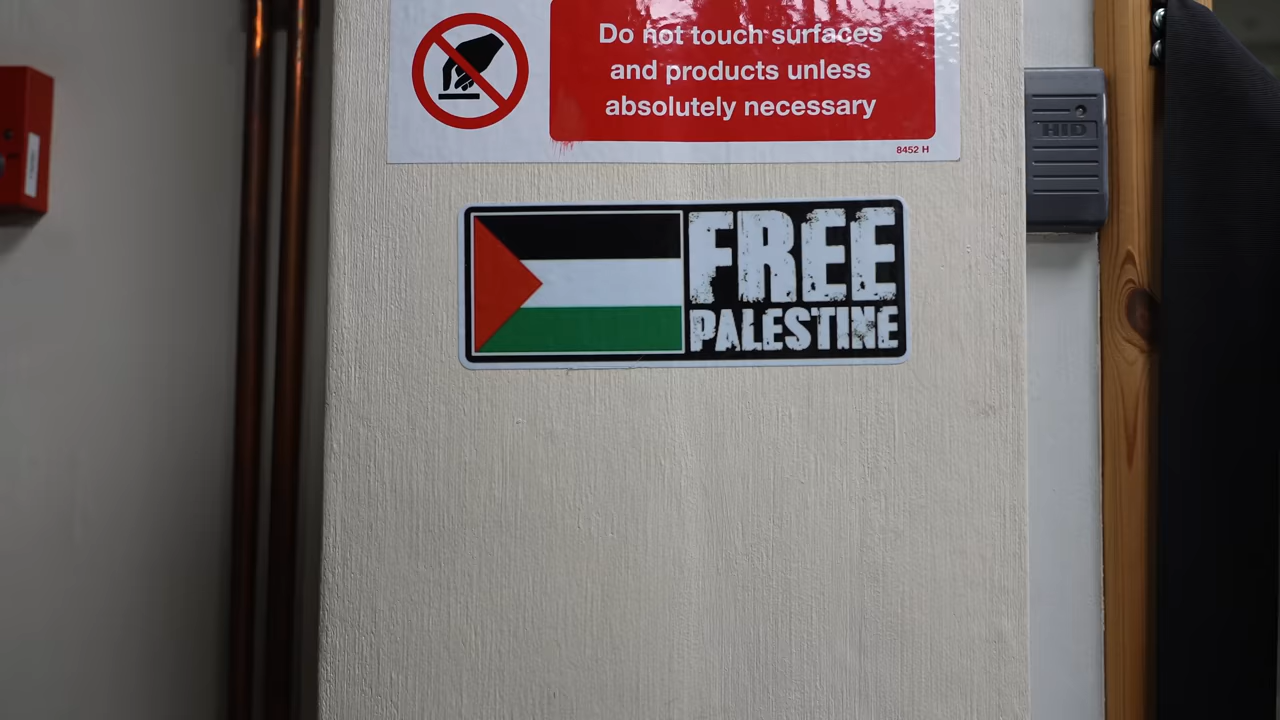 Do not touch surfaces
and products unless
absolutely necessary
8452 H
HID
FREE
PALESTINE